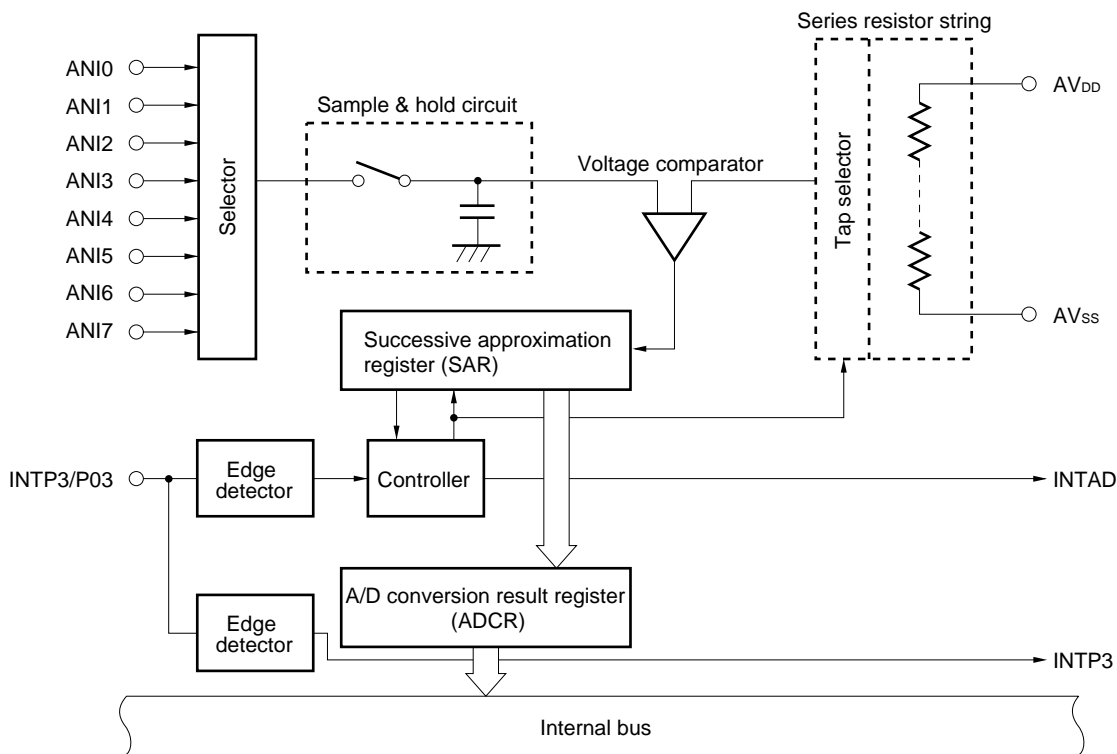 Series resistor string
ANI0
ANI1
ANI2
ANI3
ANI4
ANI5
ANI6
ANI7
Selector
Sample & hold circuit
Voltage comparator
Tap selector
AVDD
AVSS
Successive approximation
register (SAR)
INTP3/P03
Edge
detector
Controller
INTAD
A/D conversion result register
(ADCR)
Edge
detector
INTP3
Internal bus